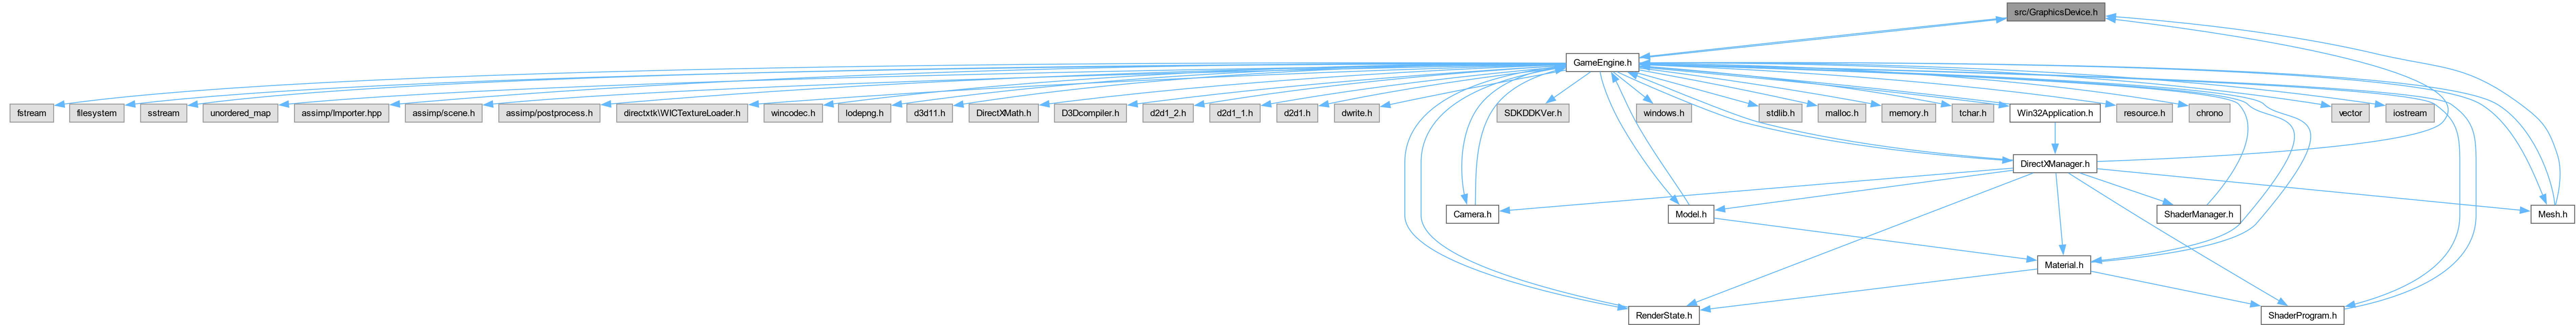 src/GraphicsDevice.h
GameEngine.h
fstream
filesystem
sstream
unordered_map
assimp/Importer.hpp
assimp/scene.h
assimp/postprocess.h
directxtk\WICTextureLoader.h
wincodec.h
lodepng.h
d3d11.h
DirectXMath.h
D3Dcompiler.h
d2d1_2.h
d2d1_1.h
d2d1.h
dwrite.h
SDKDDKVer.h
windows.h
stdlib.h
malloc.h
memory.h
tchar.h
Win32Application.h
resource.h
chrono
vector
iostream
DirectXManager.h
Camera.h
Model.h
ShaderManager.h
Mesh.h
Material.h
RenderState.h
ShaderProgram.h